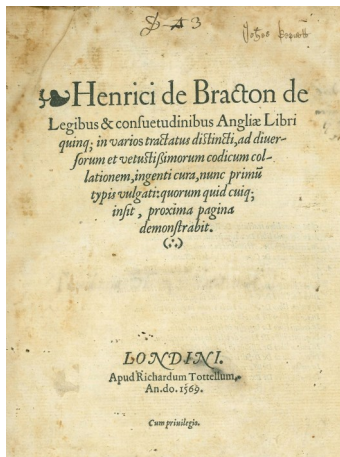 Henrici de Bracton de
Legibus & conſuetudinibus Angliæ Libri
quinq; in varios tractatus diſtincti, ad diuer-
ſorum et vetuſtiſſimorum codicum col-
lationem, ingenti cura, nunc primū
typis vulgati: quorum quid cuiq;
inſit, proxima pagina
demonſtrabit.
LONDINI.
Apud Richardum Tottellum,
An. do. 1569.
Cum priuilegio.